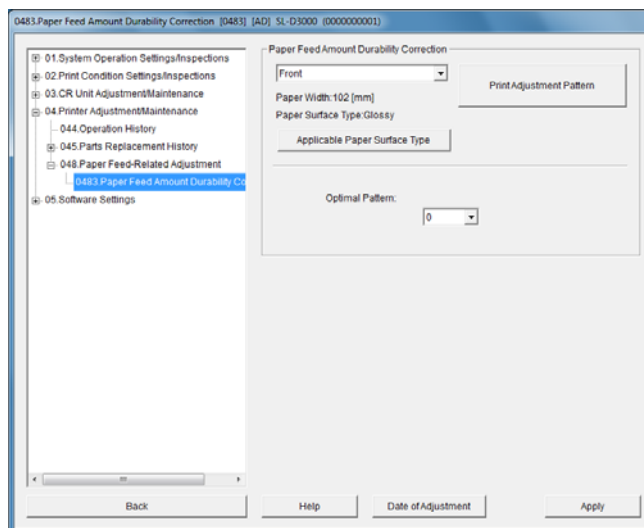 0483.Paper Feed Amount Durability Correction [0483] [AD] SL-D3000 (0000000001)
01.System Operation Settings/Inspections
02.Print Condition Settings/Inspections
03.CR Unit Adjustment/Maintenance
04.Printer Adjustment/Maintenance
044.Operation History
045.Parts Replacement History
048.Paper Feed-Related Adjustment
0483.Paper Feed Amount Durability Co
05.Software Settings
Back
Paper Feed Amount Durability Correction
Front
Print Adjustment Pattern
Paper Width:102 [mm]
Paper Surface Type:Glossy
Applicable Paper Surface Type
Optimal Pattern:
0
Help
Date of Adjustment
Apply